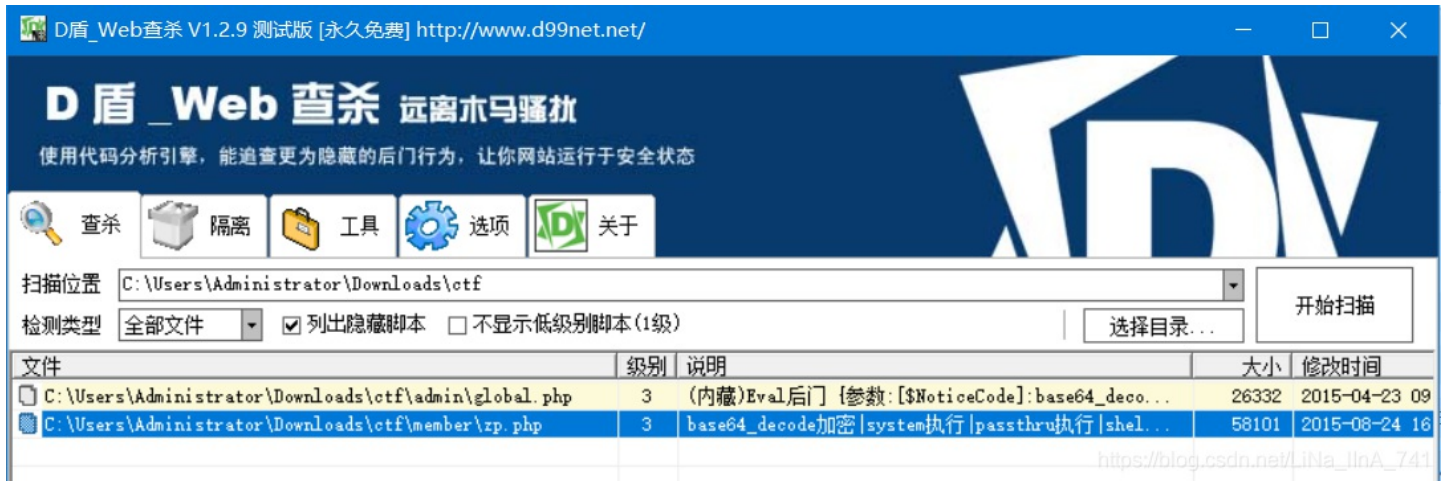 D盾_Web查杀 V1.2.9 测试版 [永久免费] http://www.d99net.net/
D盾_Web查杀 远离木马骚扰
使用代码分析引擎，能追查更为隐藏的后门行为，让你网站运行于安全状态
查杀 隔离 工具 选项 关于
扫描位置 C:\Users\Administrator\Downloads\ctf 开始扫描
检测类型 全部文件 列出隐藏脚本 不显示低级别脚本(1级) 选择目录...
文件 级别 说明 大小 修改时间
C:\Users\Administrator\Downloads\ctf\admin\global.php 3 (内藏)Eval后门 {参数:[$NoticeCode]:base64_deco... 26332 2015-04-23 09
C:\Users\Administrator\Downloads\ctf\member\zp.php 3 base64_decode加密|system执行|passthru执行|shel... 58101 2015-08-24 16
https://blog.csdn.net/LiNa_lInA_741